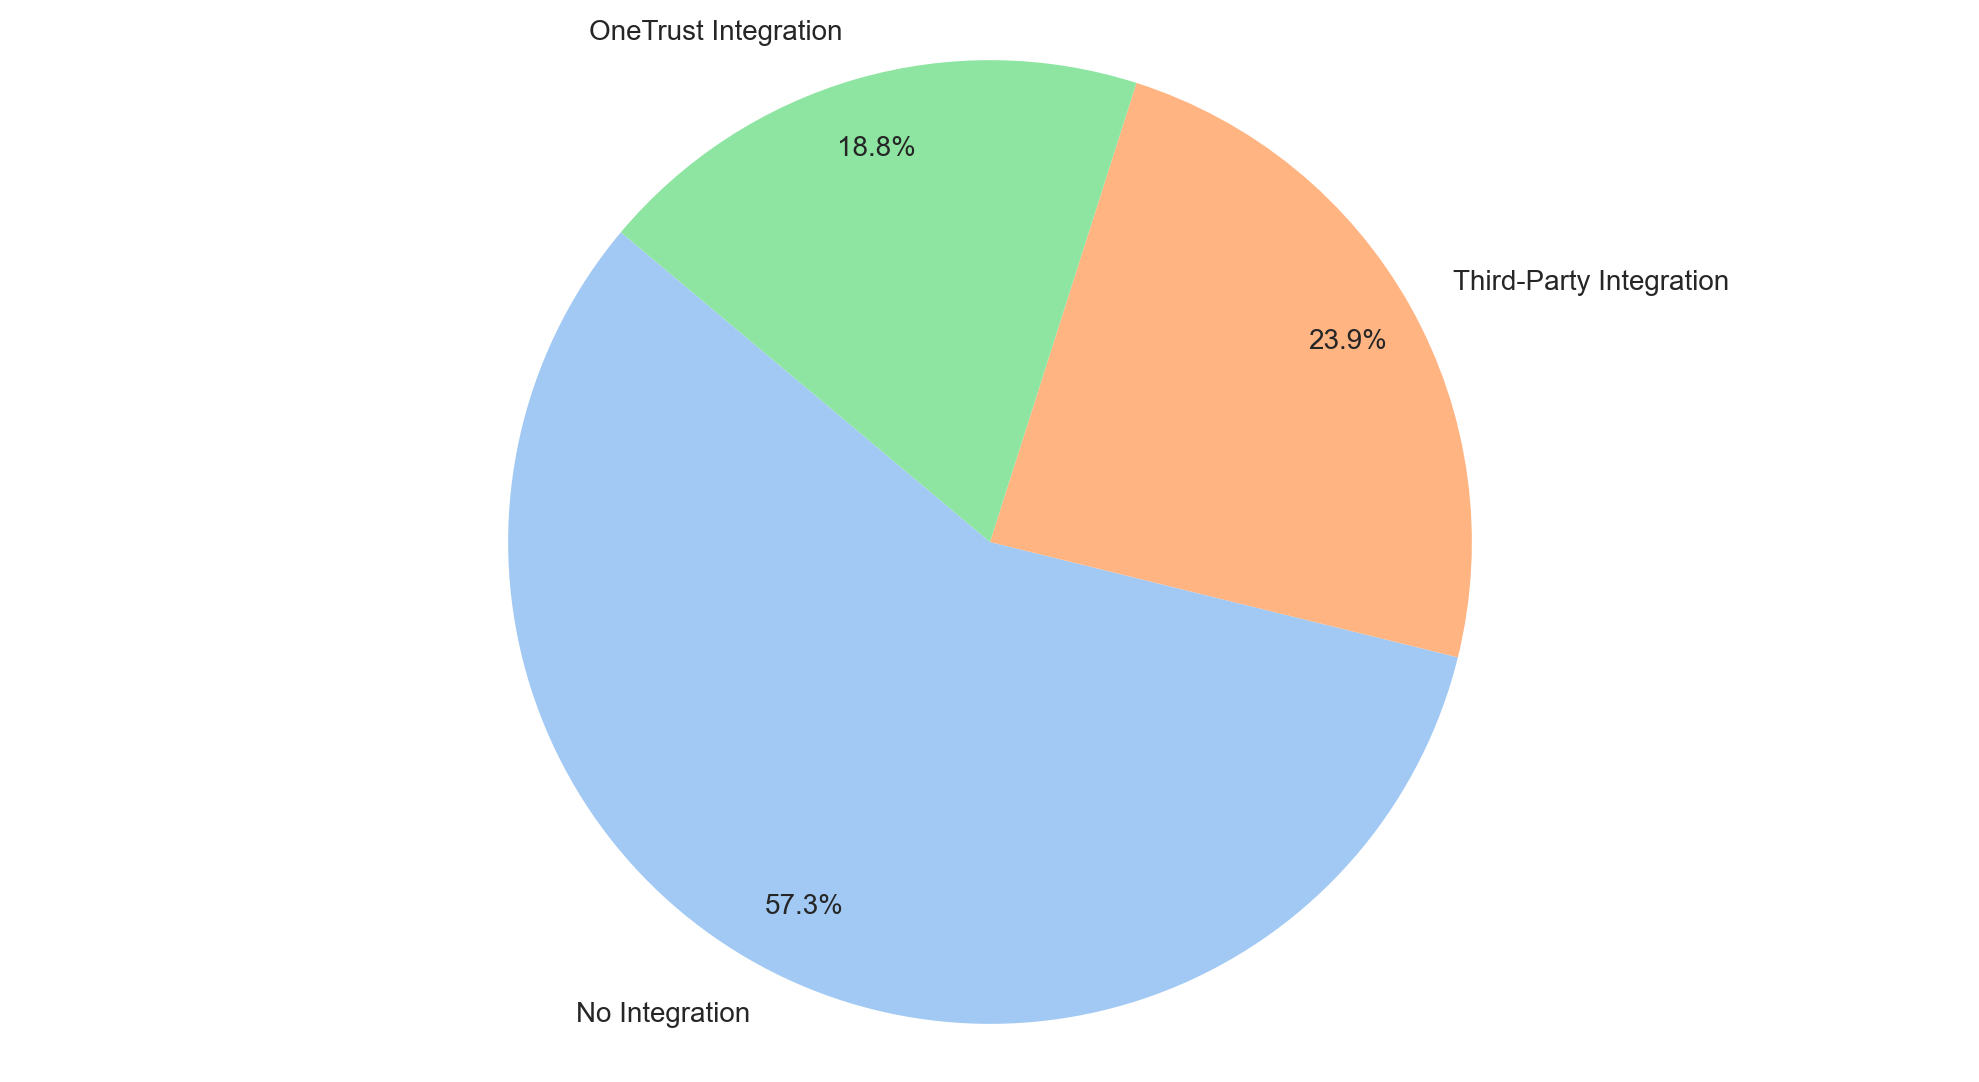 OneTrust Integration
18.8%
Third-Party Integration
23.9%
57.3%
No Integration